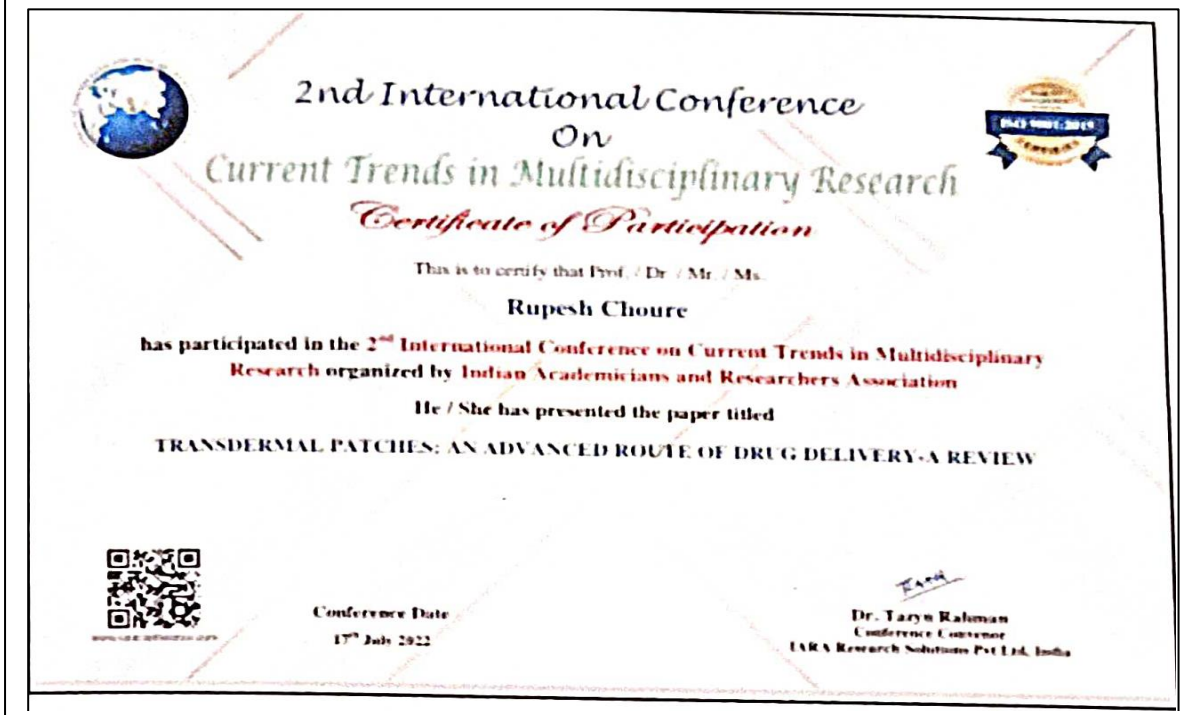 2nd International Conference
On
Current Trends in Multidisciplinary Research
Certificate of Participation
This is to certify that Prof. / Dr. / Mr. / Ms.
Rupesh Choure
has participated in the 2nd International Conference on Current Trends in Multidisciplinary
Research organized by Indian Academicians and Researchers Association
He / She has presented the paper titled
TRANSDERMAL PATCHES: AN ADVANCED ROUTE OF DRUG DELIVERY-A REVIEW
Conference Date
17th July 2022
Dr. Tazyn Rahman
Conference Convenor
IARA Research Solutions Pvt Ltd, India